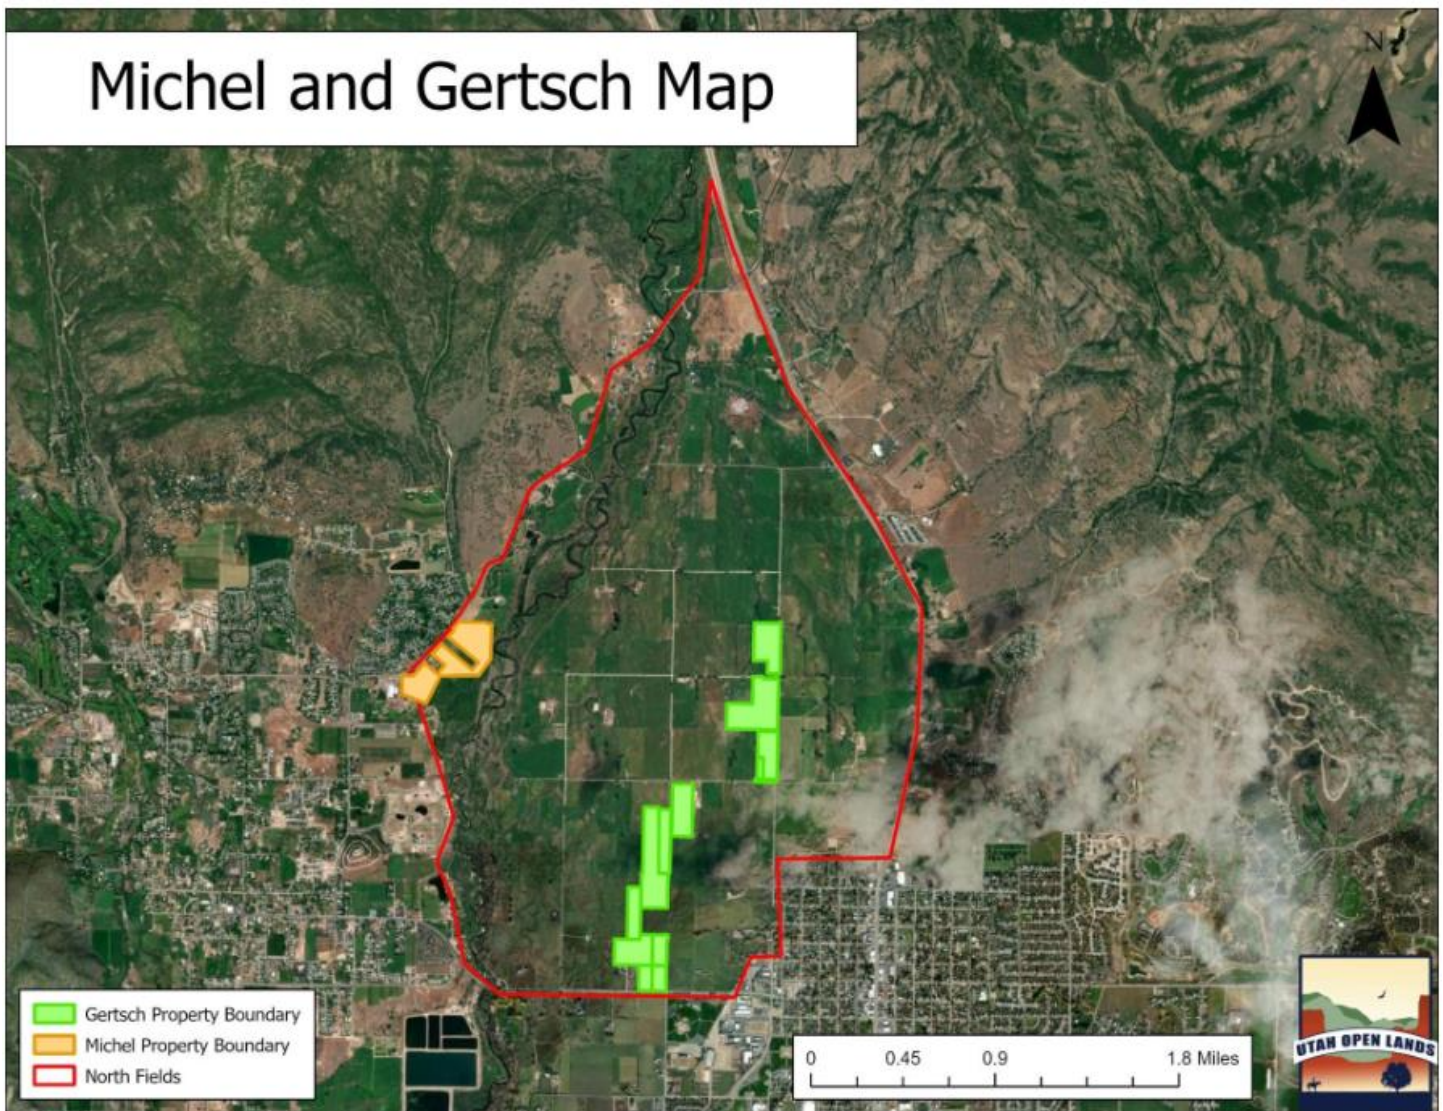 Michel and Gertsch Map
N
Gertsch Property Boundary
Michel Property Boundary
North Fields
0 0.45 0.9 1.8 Miles
UTAH OPEN LANDS